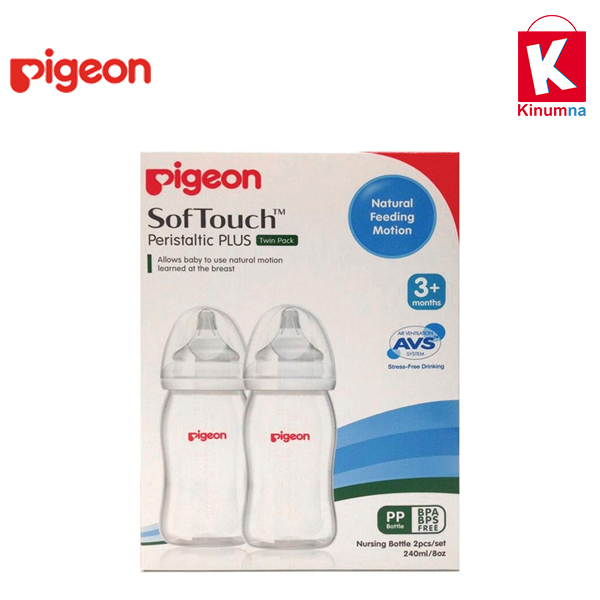 pigeon
K
Kinumna
pigeon
SofTouch™
Peristaltic PLUS Twin Pack
Allows baby to use natural motion
learned at the breast
Natural
Feeding
Motion
3+
months
AIR VENTILATION
AVS
SYSTEM
Stress-Free Drinking
pigeon
pigeon
PP
Bottle
BPA
BPS
FREE
Nursing Bottle 2pcs/set
240ml/8oz